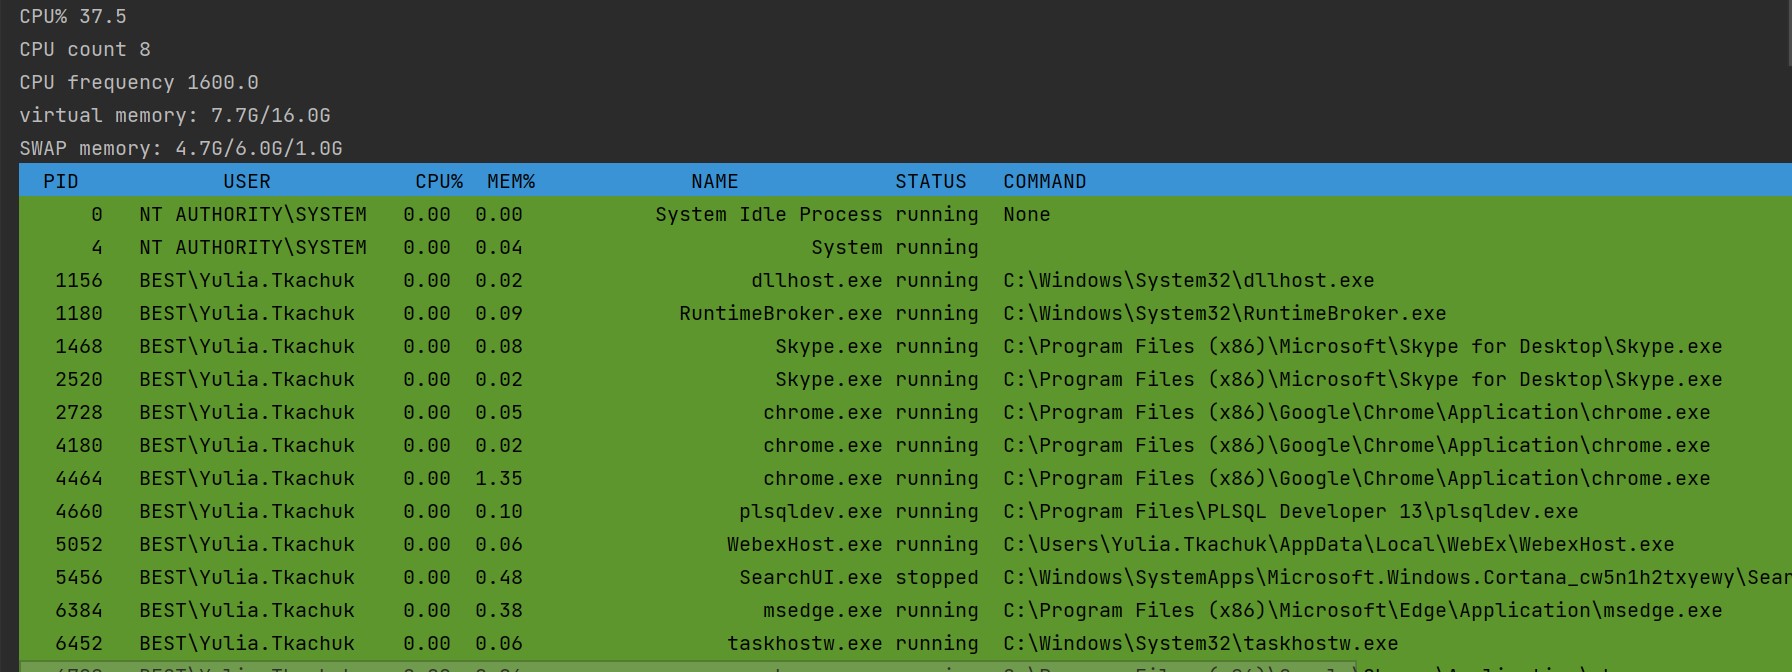 CPU% 37.5
CPU count 8
CPU frequency 1600.0
virtual memory: 7.7G/16.0G
SWAP memory: 4.7G/6.0G/1.0G
PID USER CPU% MEM% NAME STATUS COMMAND
0 NT AUTHORITY\SYSTEM 0.00 0.00 System Idle Process running None
4 NT AUTHORITY\SYSTEM 0.00 0.04 System running
1156 BEST\Yulia.Tkachuk 0.00 0.02 dllhost.exe running C:\Windows\System32\dllhost.exe
1180 BEST\Yulia.Tkachuk 0.00 0.09 RuntimeBroker.exe running C:\Windows\System32\RuntimeBroker.exe
1468 BEST\Yulia.Tkachuk 0.00 0.08 Skype.exe running C:\Program Files (x86)\Microsoft\Skype for Desktop\Skype.exe
2520 BEST\Yulia.Tkachuk 0.00 0.02 Skype.exe running C:\Program Files (x86)\Microsoft\Skype for Desktop\Skype.exe
2728 BEST\Yulia.Tkachuk 0.00 0.05 chrome.exe running C:\Program Files (x86)\Google\Chrome\Application\chrome.exe
4180 BEST\Yulia.Tkachuk 0.00 0.02 chrome.exe running C:\Program Files (x86)\Google\Chrome\Application\chrome.exe
4464 BEST\Yulia.Tkachuk 0.00 1.35 chrome.exe running C:\Program Files (x86)\Google\Chrome\Application\chrome.exe
4660 BEST\Yulia.Tkachuk 0.00 0.10 plsqldev.exe running C:\Program Files\PLSQL Developer 13\plsqldev.exe
5052 BEST\Yulia.Tkachuk 0.00 0.06 WebexHost.exe running C:\Users\Yulia.Tkachuk\AppData\Local\WebEx\WebexHost.exe
5456 BEST\Yulia.Tkachuk 0.00 0.48 SearchUI.exe stopped C:\Windows\SystemApps\Microsoft.Windows.Cortana_cw5n1h2txyewy\Sear
6384 BEST\Yulia.Tkachuk 0.00 0.38 msedge.exe running C:\Program Files (x86)\Microsoft\Edge\Application\msedge.exe
6452 BEST\Yulia.Tkachuk 0.00 0.06 taskhostw.exe running C:\Windows\System32\taskhostw.exe